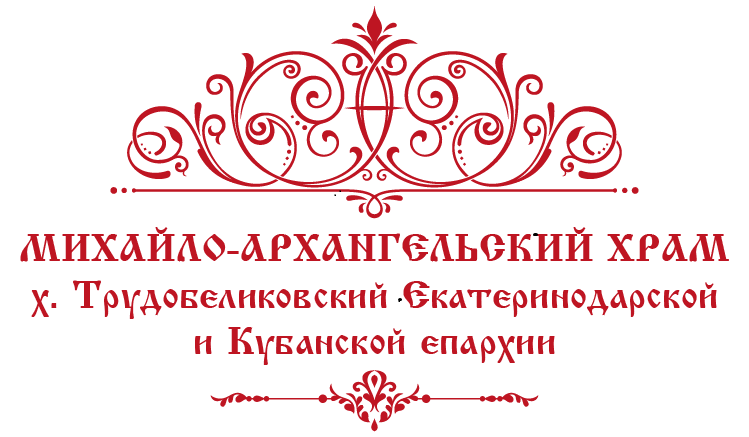 МИХАЙЛО-АРХАНГЕЛЬСКИЙ ХРАМ
х. Трудобеликовский Екатеринодарской
и Кубанской епархии